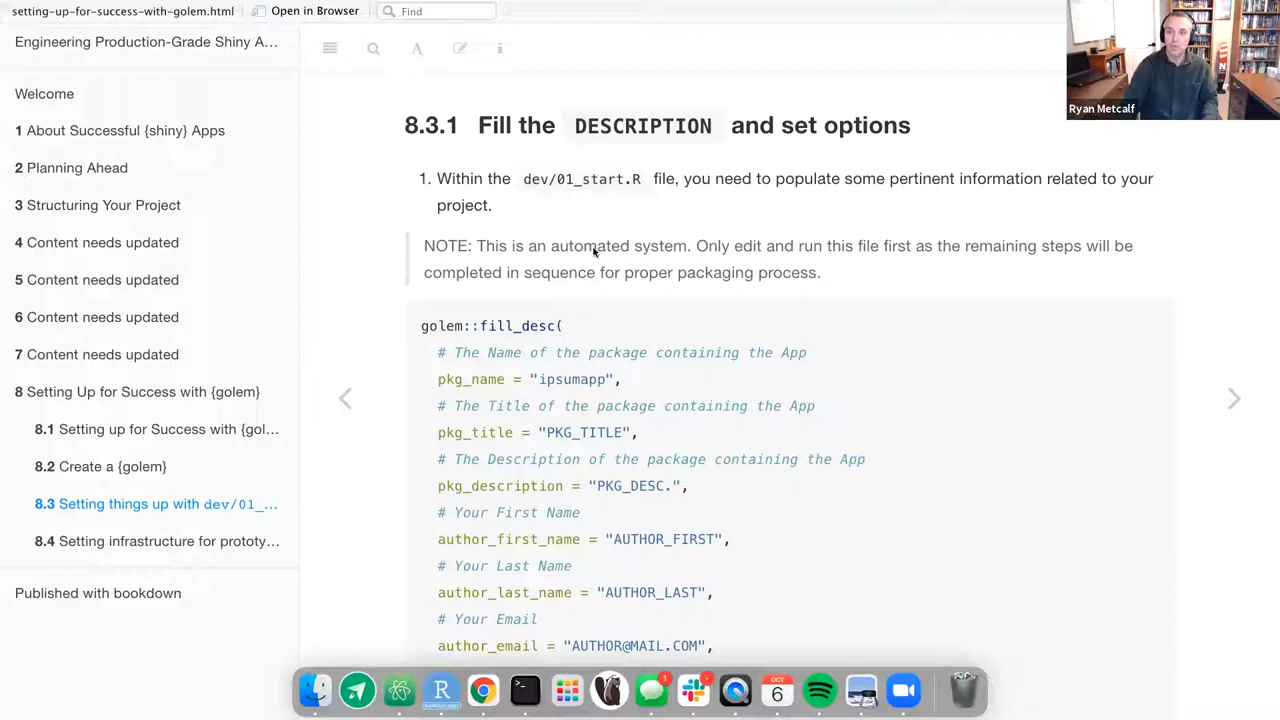 setting-up-for-success-with-golem.html
Open in Browser
Find
Engineering Production-Grade Shiny A...
Welcome
1 About Successful {shiny} Apps
2 Planning Ahead
3 Structuring Your Project
4 Content needs updated
5 Content needs updated
6 Content needs updated
7 Content needs updated
8 Setting Up for Success with {golem}
8.1 Setting up for Success with {gol...
8.2 Create a {golem}
8.3 Setting things up with dev/01_...
8.4 Setting infrastructure for prototy...
Published with bookdown
Ryan Metcalf
8.3.1 Fill the DESCRIPTION and set options
1. Within the dev/01_start.R file, you need to populate some pertinent information related to your
project.
NOTE: This is an automated system. Only edit and run this file first as the remaining steps will be
completed in sequence for proper packaging process.
golem::fill_desc(
# The Name of the package containing the App
pkg_name = "ipsumapp",
# The Title of the package containing the App
pkg_title = "PKG_TITLE",
# The Description of the package containing the App
pkg_description = "PKG_DESC.",
# Your First Name
author_first_name = "AUTHOR_FIRST",
# Your Last Name
author_last_name = "AUTHOR_LAST",
# Your Email
author_email = "AUTHOR@MAIL.COM",
R
1
OCT
6